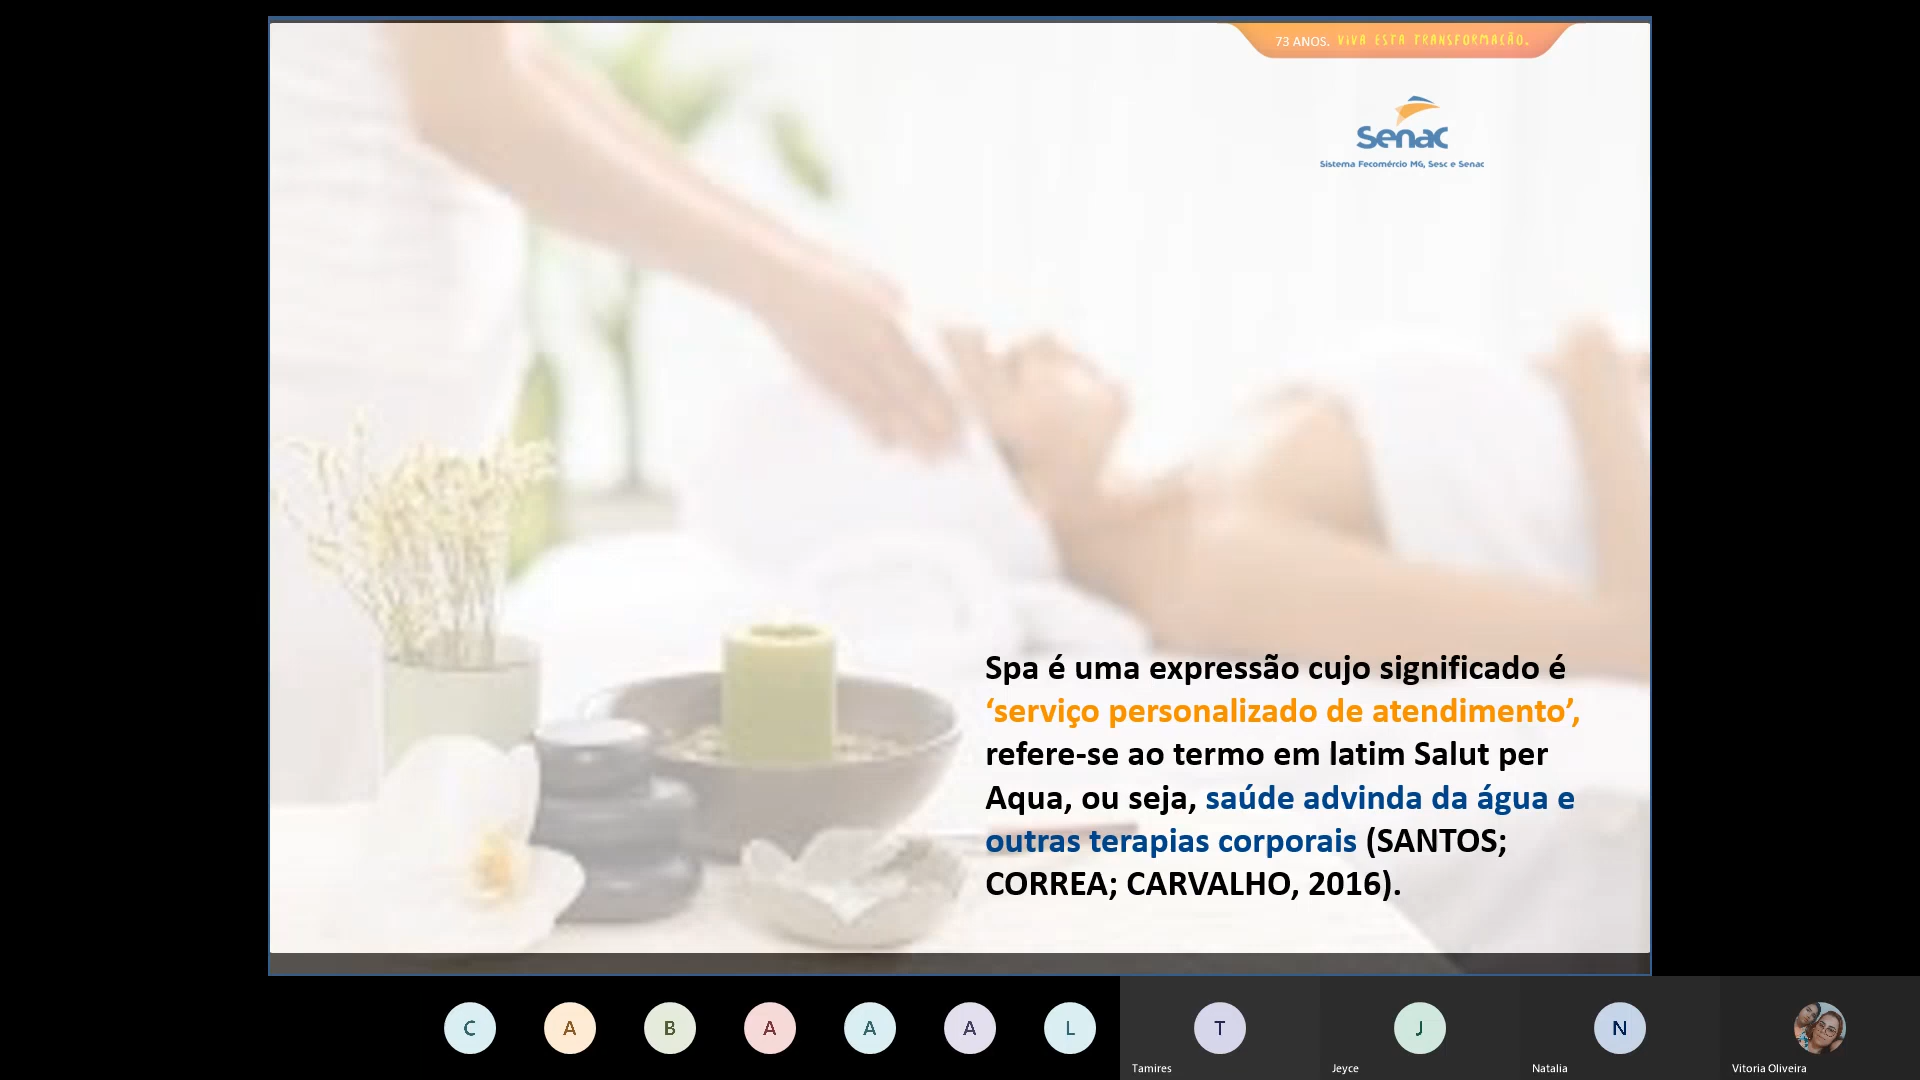 73 ANOS. VIVA ESTA TRANSFORMAÇÃO.
Senac
Sistema Fecomércio MG, Sesc e Senac
Spa é uma expressão cujo significado é
‘serviço personalizado de atendimento’,
refere-se ao termo em latim Salut per
Aqua, ou seja, saúde advinda da água e
outras terapias corporais (SANTOS;
CORREA; CARVALHO, 2016).
C A B A A A L T J N
Tamires Jeyce Natalia Vitoria Oliveira